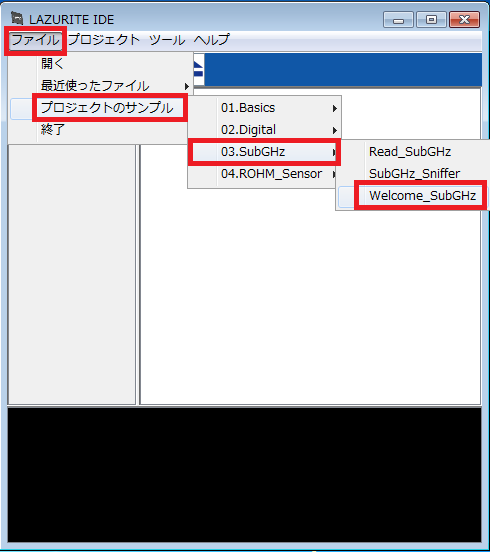 LAZURITE IDE
ファイル プロジェクト ツール ヘルプ
開く
最近使ったファイル
プロジェクトのサンプル
終了
01.Basics
02.Digital
03.SubGHz
04.ROHM_Sensor
Read_SubGHz
SubGHz_Sniffer
Welcome_SubGHz